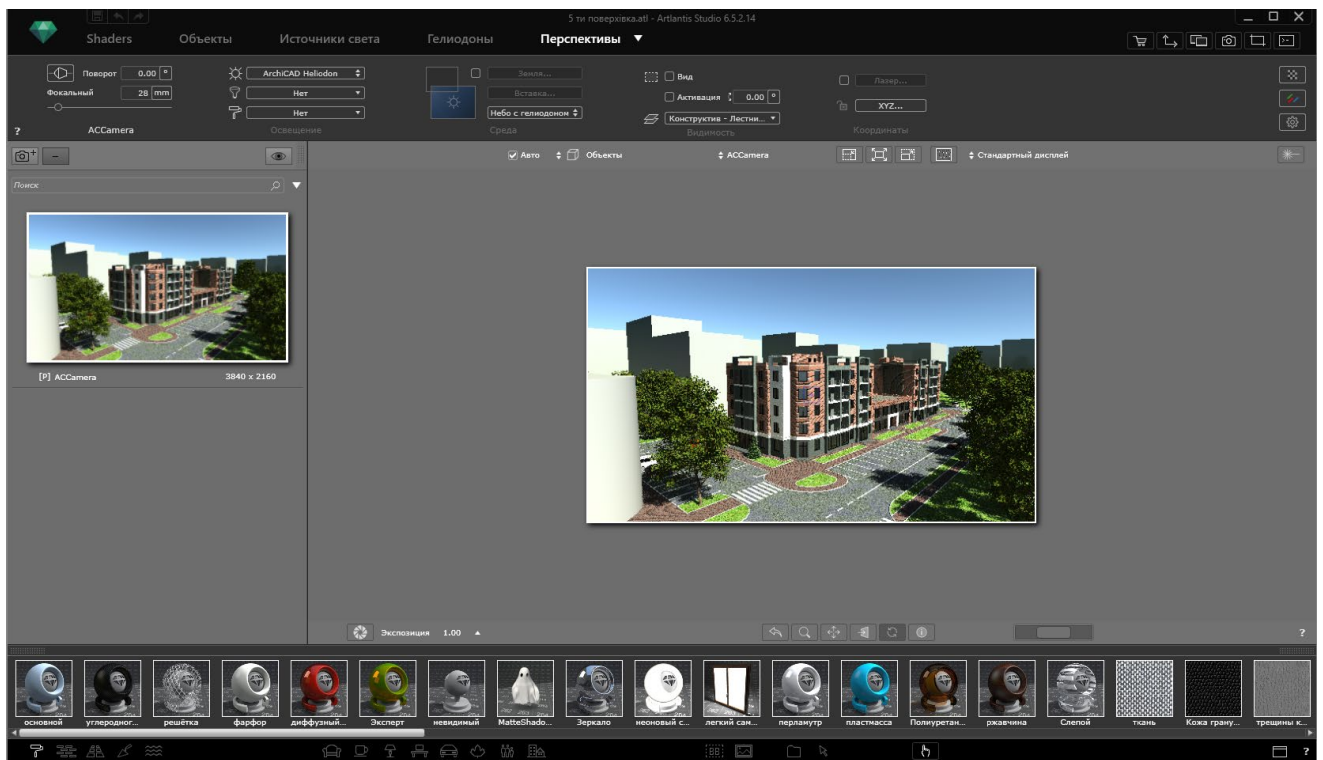 5 ти поверхівка.atl - Artlantis Studio 6.5.2.14
Shaders Объекты Источники света Гелиодоны Перспективы
Поворот 0.00 °
Фокальный 28 mm
? ACCamera
ArchiCAD Heliodon
Нет
Нет
Освещение
Земля...
Вставка...
Небо с гелиодоном
Среда
Вид
Активация 0.00 °
Конструктив - Лестни...
Видимость
Лазер...
XYZ...
Координаты
Авто Объекты ACCamera Стандартный дисплей
Поиск
[P] ACCamera 3840 x 2160
Экспозиция 1.00 ?
основной углеродног... решётка фарфор диффузный... Эксперт невидимый MatteShado... Зеркало неоновый с... легкий сан... перламутр пластмасса Полиуретан... ржавчина Слепой ткань Кожа грану... трещины к...
?